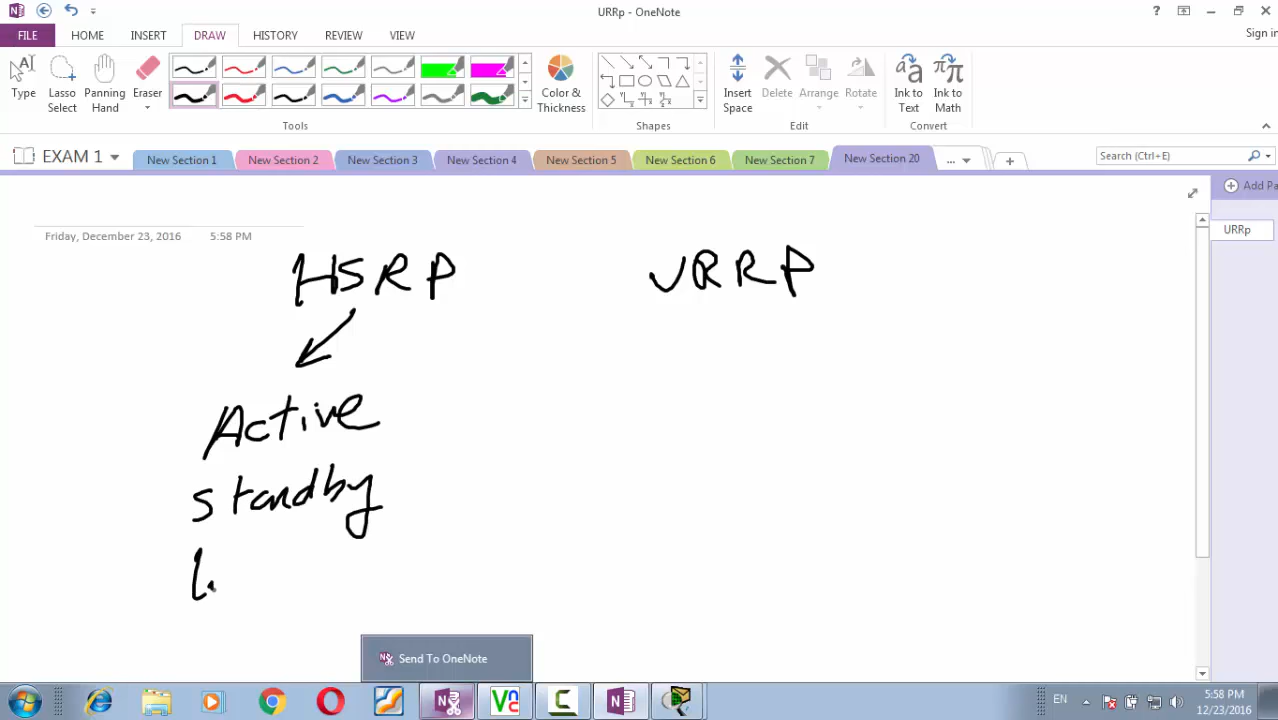 URRp - OneNote
Sign in
FILE HOME INSERT DRAW HISTORY REVIEW VIEW
Type
Lasso Select
Panning Hand
Eraser
Color & Thickness
Insert Space
Delete
Arrange
Rotate
Ink to Text
Ink to Math
Tools Shapes Edit Convert
EXAM 1 New Section 1 New Section 2 New Section 3 New Section 4 New Section 5 New Section 6 New Section 7 New Section 20 ... Search (Ctrl+E)
Add Pa
URRp
Friday, December 23, 2016 5:58 PM
HSRP VRRP
Active
standby
Send To OneNote
EN 5:58 PM
12/23/2016